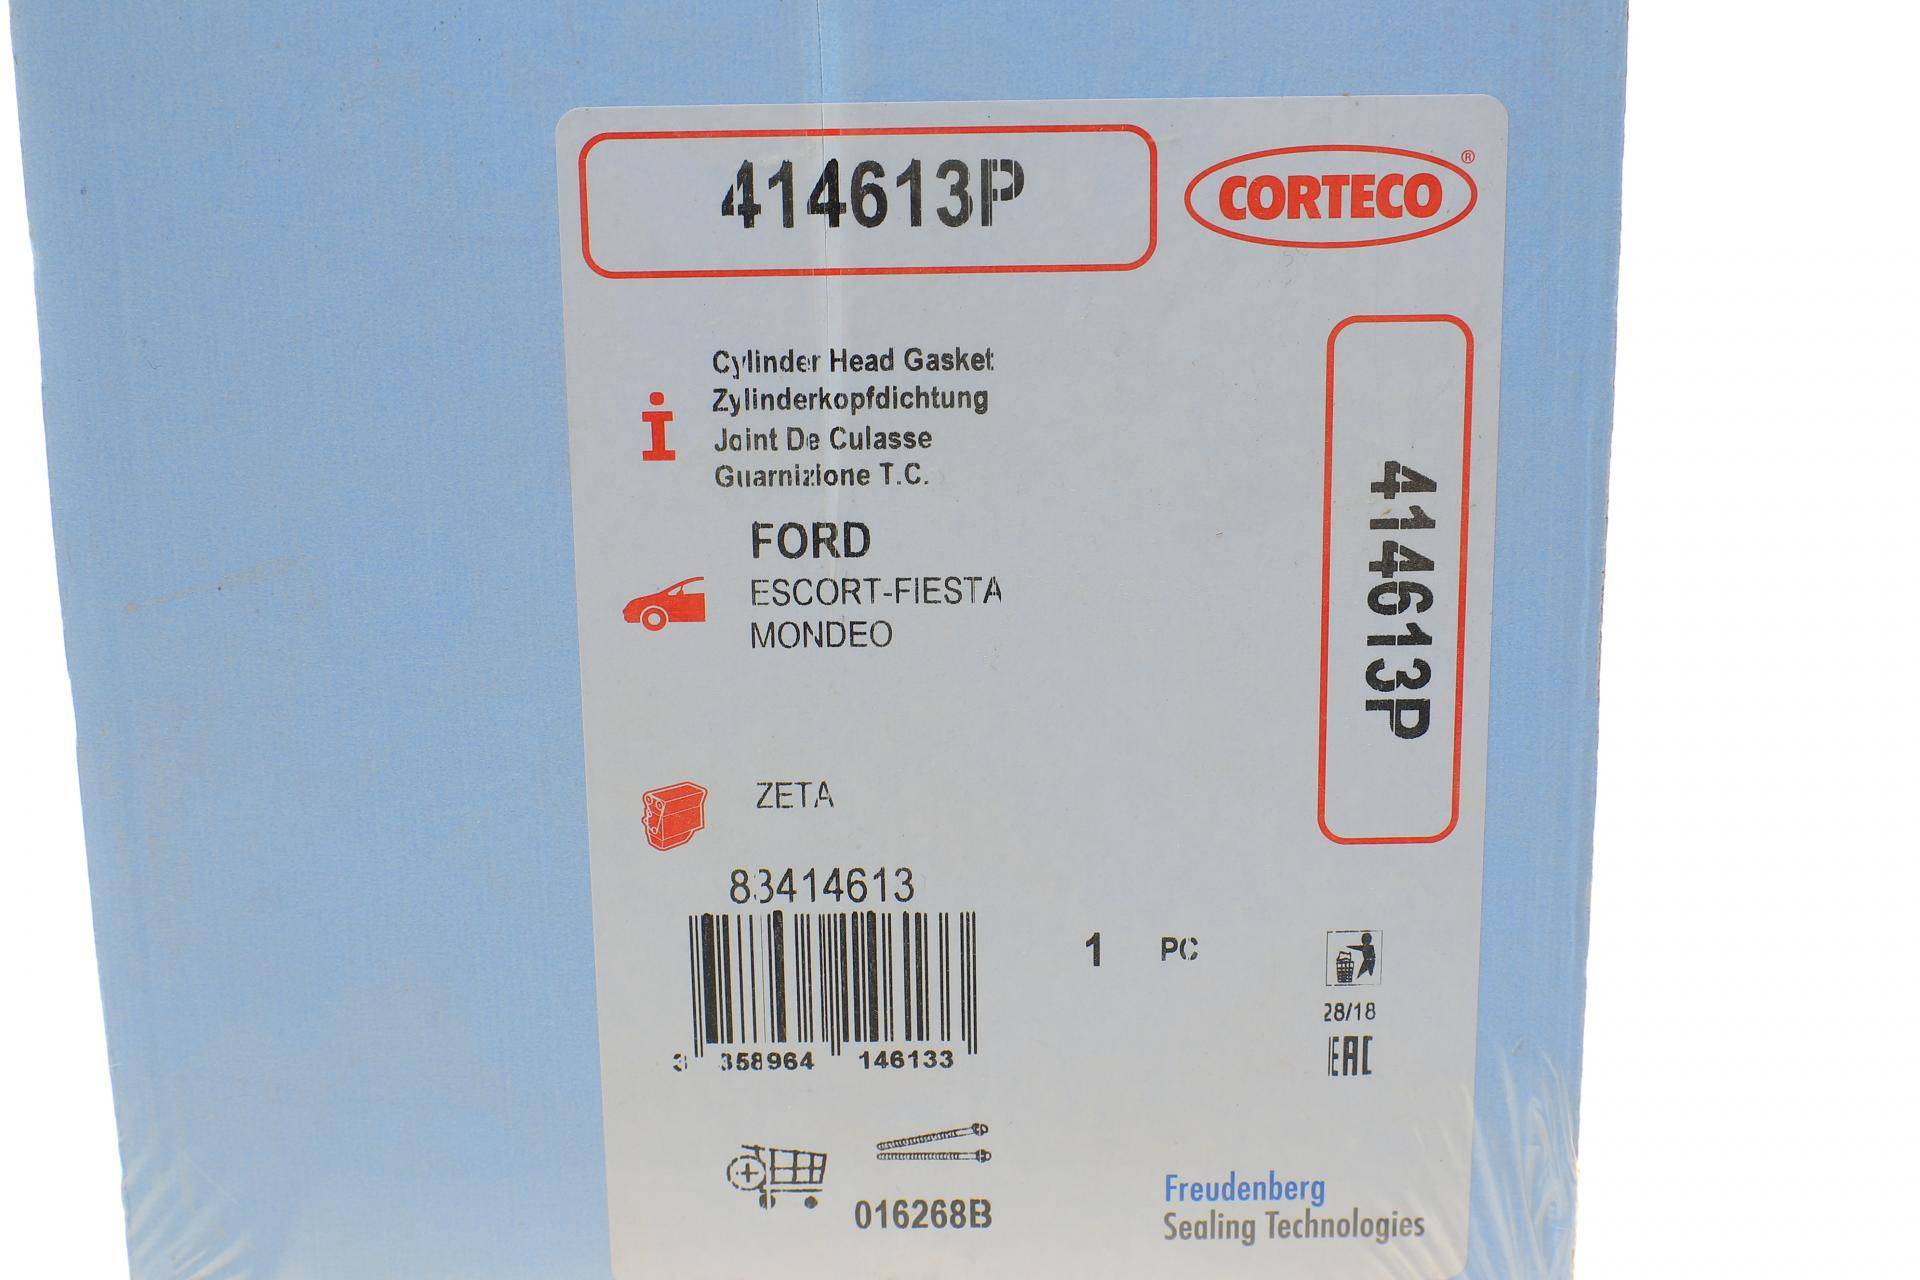 414613P
CORTECO ®
Cylinder Head Gasket
Zylinderkopfdichtung
Joint De Culasse
Guarnizione T.C.
FORD
ESCORT-FIESTA
MONDEO
414613P
ZETA
83414613
3 358964 146133
1 PC
28/18
EAC
016268B
Freudenberg
Sealing Technologies